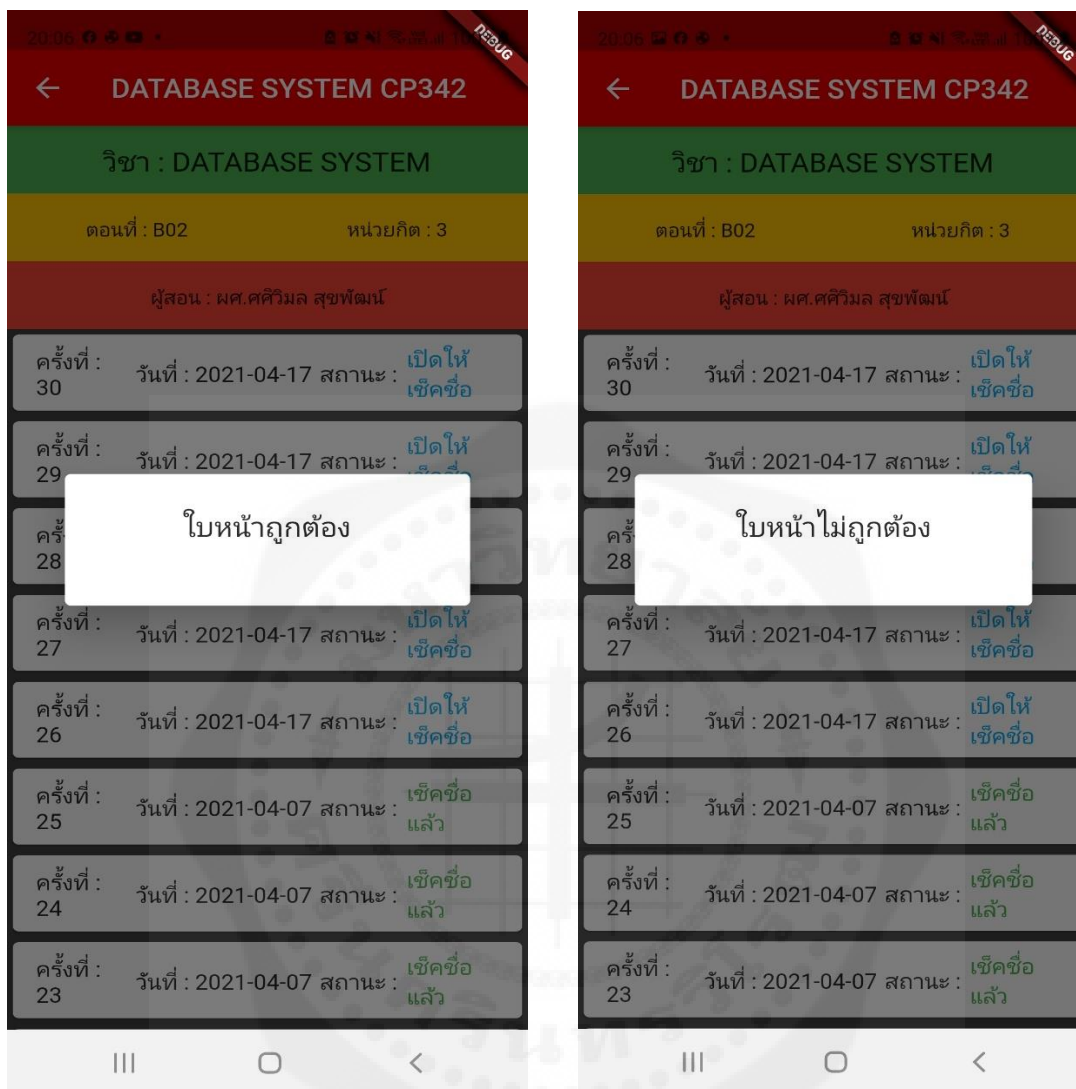 20:06
DEBUG
DATABASE SYSTEM CP342
วิชา : DATABASE SYSTEM
ตอนที่ : B02 หน่วยกิต : 3
ผู้สอน : ผศ.ศศิวิมล สุขพัฒน์
ครั้งที่ : 30 วันที่ : 2021-04-17 สถานะ : เปิดให้
เช็คชื่อ
ครั้งที่ : 29 วันที่ : 2021-04-17 สถานะ : เปิดให้
เช็คชื่อ
ใบหน้าถูกต้อง
28
ครั้งที่ : 27 วันที่ : 2021-04-17 สถานะ : เปิดให้
เช็คชื่อ
ครั้งที่ : 26 วันที่ : 2021-04-17 สถานะ : เปิดให้
เช็คชื่อ
ครั้งที่ : 25 วันที่ : 2021-04-07 สถานะ : เช็คชื่อ
แล้ว
ครั้งที่ : 24 วันที่ : 2021-04-07 สถานะ : เช็คชื่อ
แล้ว
ครั้งที่ : 23 วันที่ : 2021-04-07 สถานะ : เช็คชื่อ
แล้ว
20:06
DEBUG
DATABASE SYSTEM CP342
วิชา : DATABASE SYSTEM
ตอนที่ : B02 หน่วยกิต : 3
ผู้สอน : ผศ.ศศิวิมล สุขพัฒน์
ครั้งที่ : 30 วันที่ : 2021-04-17 สถานะ : เปิดให้
เช็คชื่อ
ครั้งที่ : 29 วันที่ : 2021-04-17 สถานะ : เปิดให้
เช็คชื่อ
ใบหน้าไม่ถูกต้อง
28
ครั้งที่ : 27 วันที่ : 2021-04-17 สถานะ : เปิดให้
เช็คชื่อ
ครั้งที่ : 26 วันที่ : 2021-04-17 สถานะ : เปิดให้
เช็คชื่อ
ครั้งที่ : 25 วันที่ : 2021-04-07 สถานะ : เช็คชื่อ
แล้ว
ครั้งที่ : 24 วันที่ : 2021-04-07 สถานะ : เช็คชื่อ
แล้ว
ครั้งที่ : 23 วันที่ : 2021-04-07 สถานะ : เช็คชื่อ
แล้ว